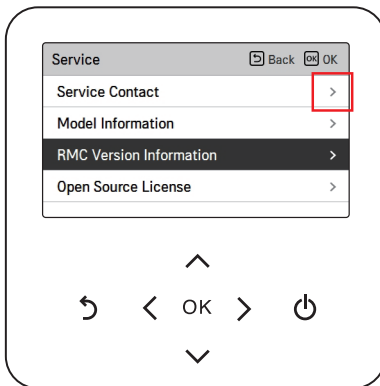 Service Back OK OK
Service Contact >
Model Information >
RMC Version Information >
Open Source License >
OK